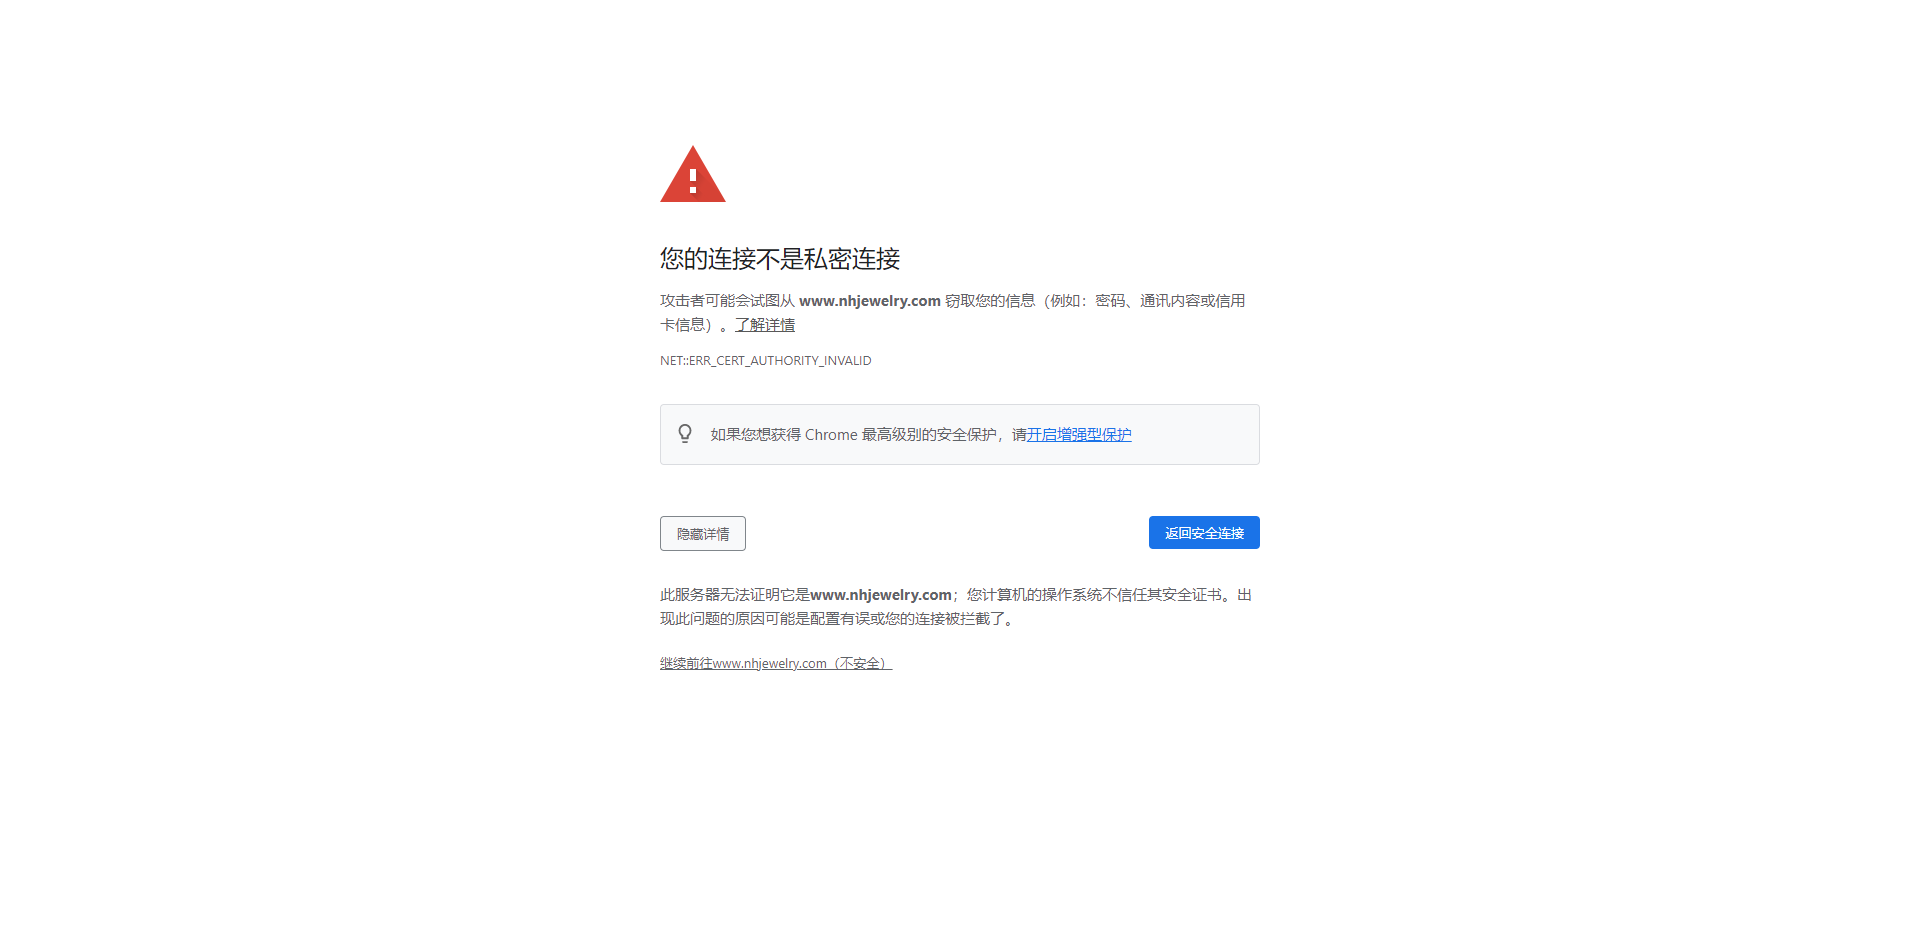 您的连接不是私密连接
攻击者可能会试图从 www.nhjewelry.com 窃取您的信息（例如：密码、通讯内容或信用
卡信息）。了解详情
NET::ERR_CERT_AUTHORITY_INVALID
如果您想获得 Chrome 最高级别的安全保护，请开启增强型保护
隐藏详情
返回安全连接
此服务器无法证明它是www.nhjewelry.com；您计算机的操作系统不信任其安全证书。出
现此问题的原因可能是配置有误或您的连接被拦截了。
继续前往www.nhjewelry.com（不安全）